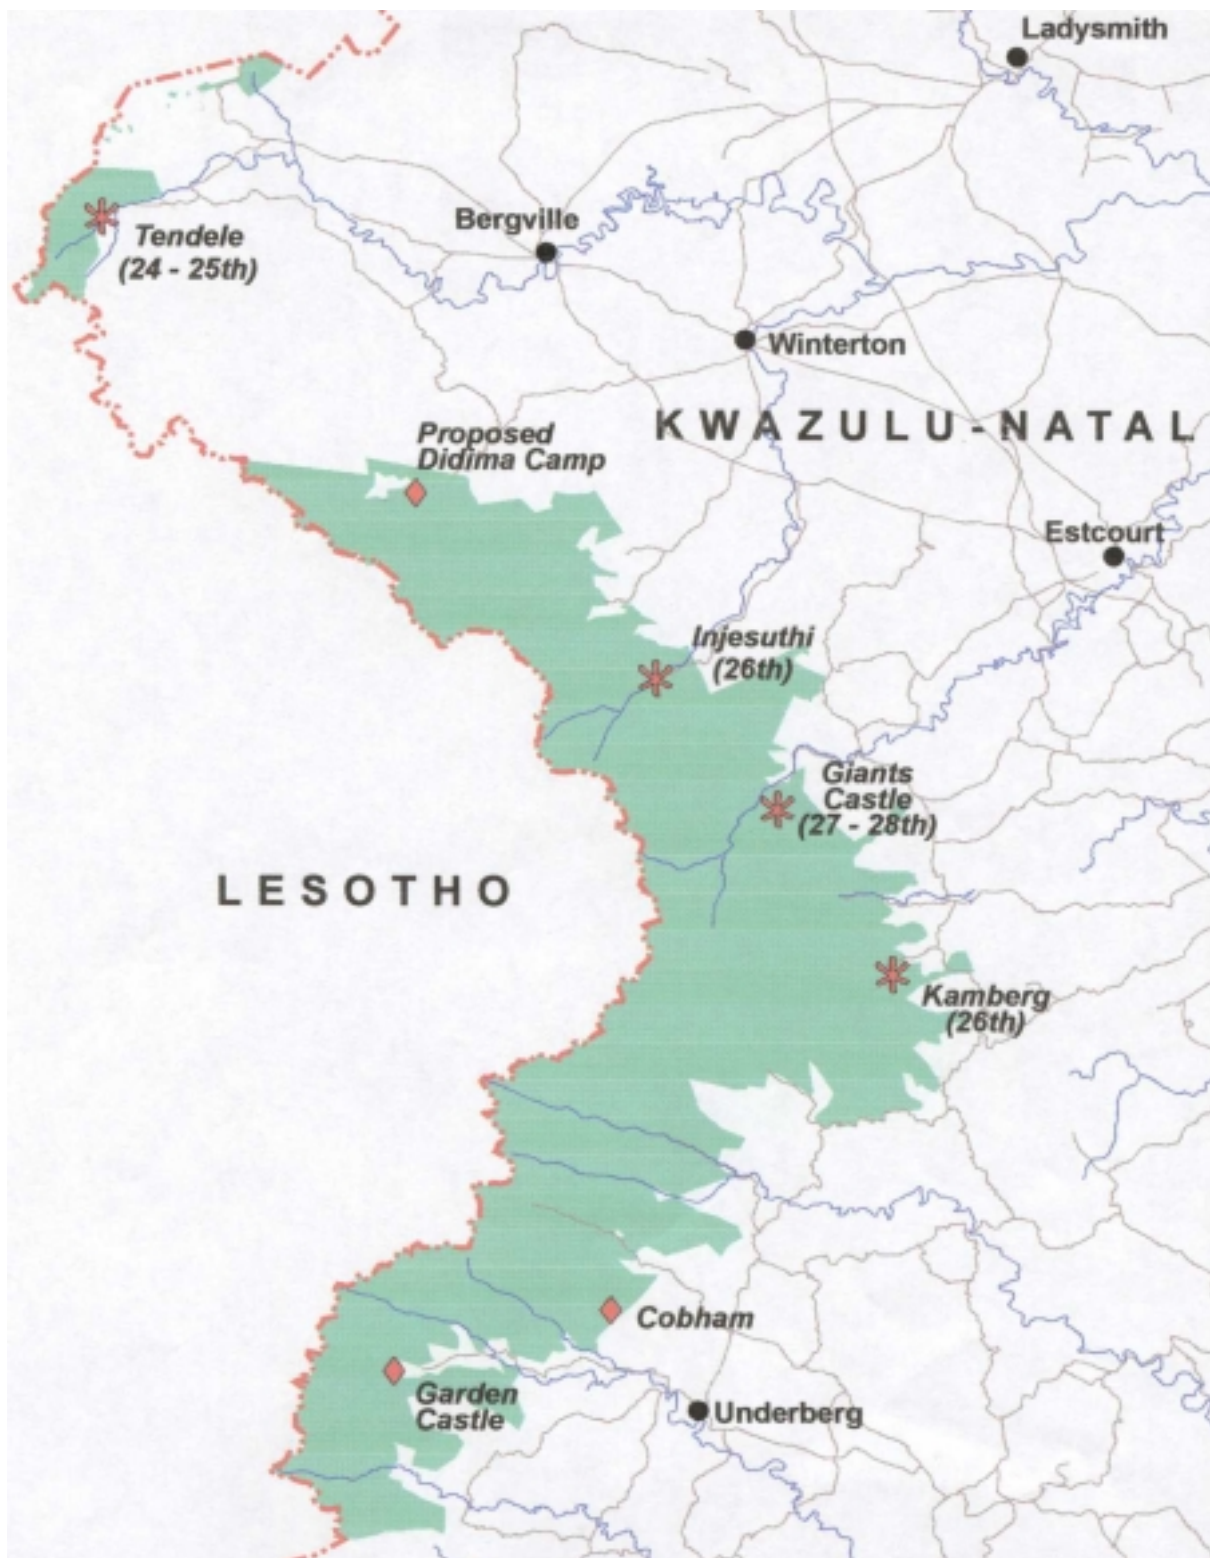 Ladysmith
Bergville
Tendele
(24 - 25th)
Winterton
KWAZULU-NATAL
Proposed
Didima Camp
Estcourt
Injesuthi
(26th)
Giants
Castle
(27 - 28th)
LESOTHO
Kamberg
(26th)
Cobham
Garden
Castle
Underberg